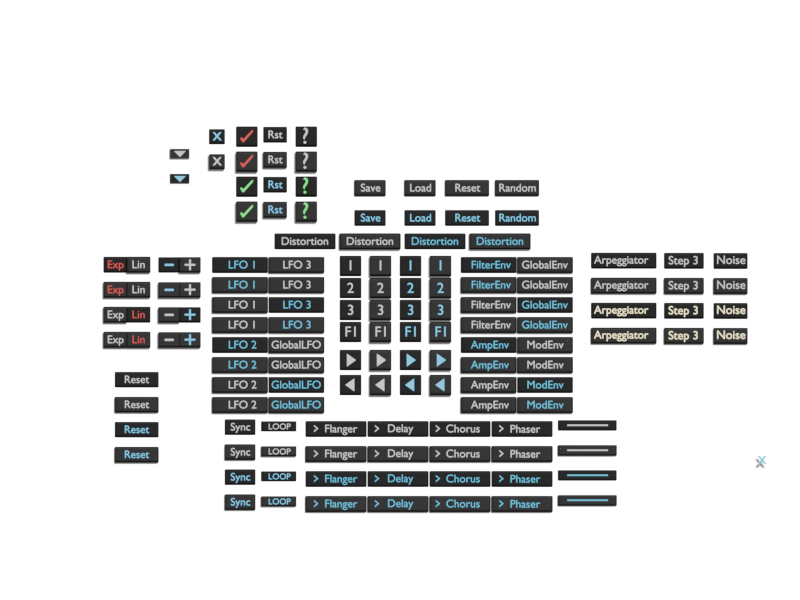 X Rst ?
X Rst ?
Rst ?
Rst ?
Save Load Reset Random
Save Load Reset Random
Distortion Distortion Distortion Distortion
Exp Lin − + LFO 1 LFO 3 1 1 1 1 FilterEnv GlobalEnv Arpeggiator Step 3 Noise
Exp Lin − + LFO 1 LFO 3 2 2 2 2 FilterEnv GlobalEnv Arpeggiator Step 3 Noise
Exp Lin − + LFO 1 LFO 3 3 3 3 3 FilterEnv GlobalEnv Arpeggiator Step 3 Noise
Exp Lin − + LFO 1 LFO 3 F1 F1 F1 F1 FilterEnv GlobalEnv Arpeggiator Step 3 Noise
LFO 2 GlobalLFO AmpEnv ModEnv
LFO 2 GlobalLFO AmpEnv ModEnv
Reset LFO 2 GlobalLFO AmpEnv ModEnv
Reset LFO 2 GlobalLFO AmpEnv ModEnv
Reset Sync LOOP > Flanger > Delay > Chorus > Phaser
Reset Sync LOOP > Flanger > Delay > Chorus > Phaser
Sync LOOP > Flanger > Delay > Chorus > Phaser
Sync LOOP > Flanger > Delay > Chorus > Phaser